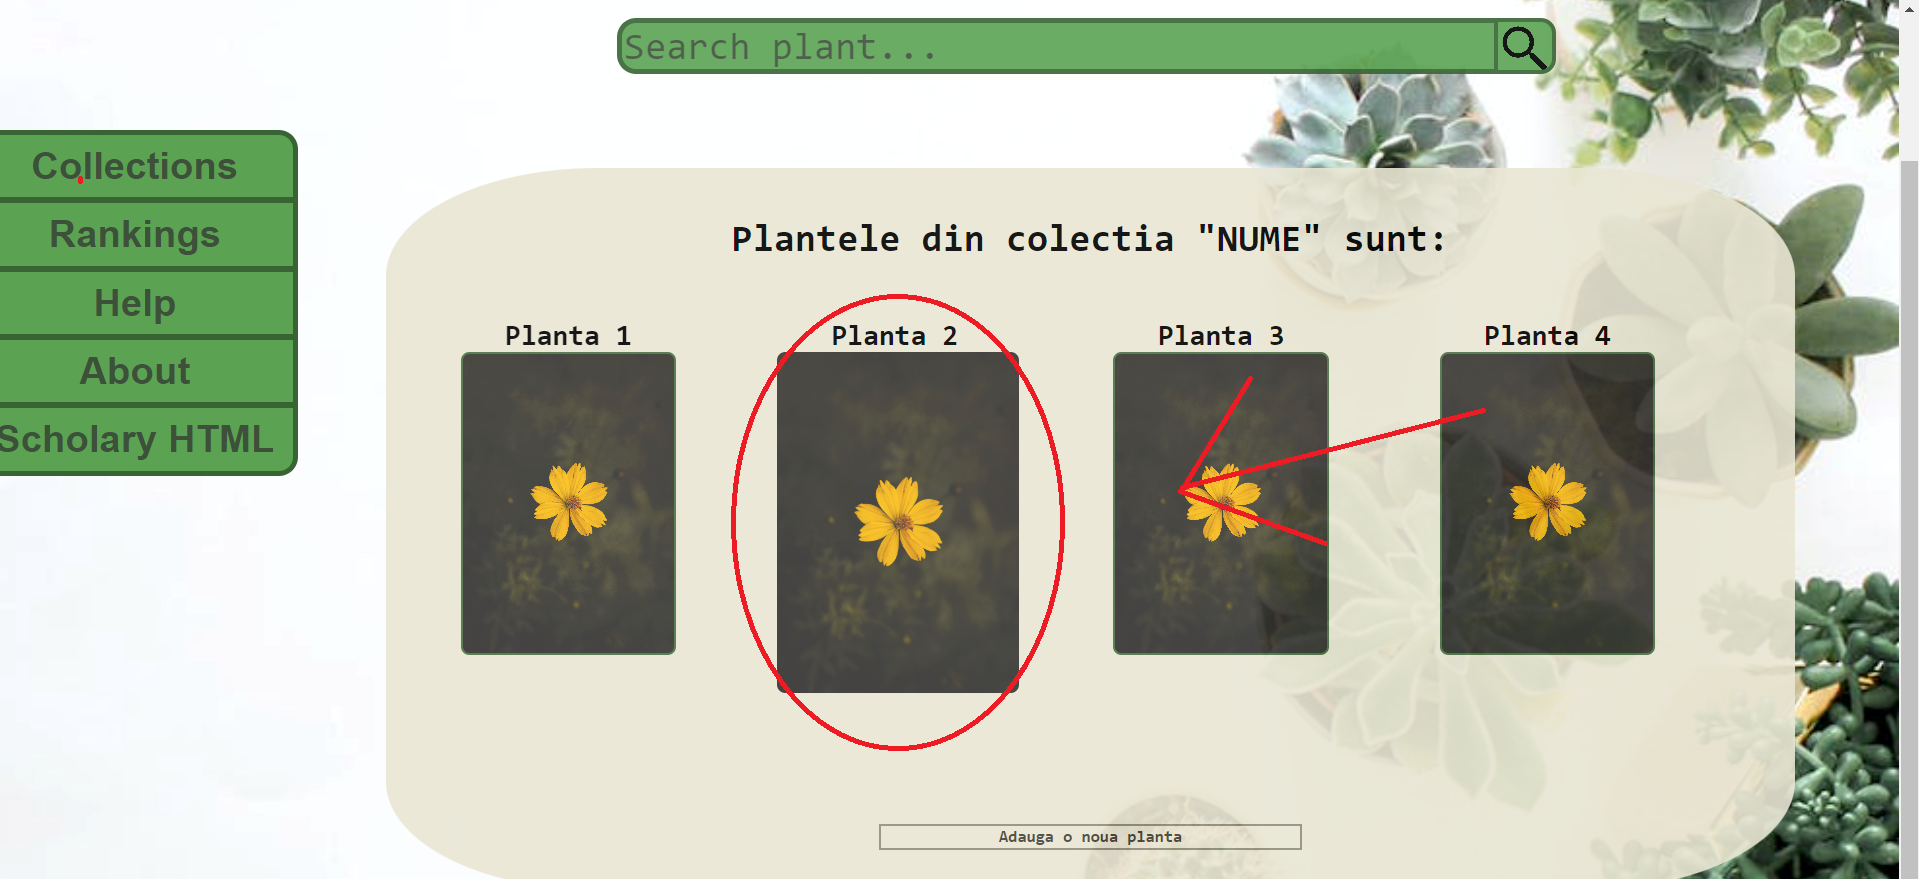 Search plant...
Collections
Rankings
Help
About
Scholary HTML
Plantele din colectia "NUME" sunt:
Planta 1
Planta 2
Planta 3
Planta 4
Adauga o noua planta